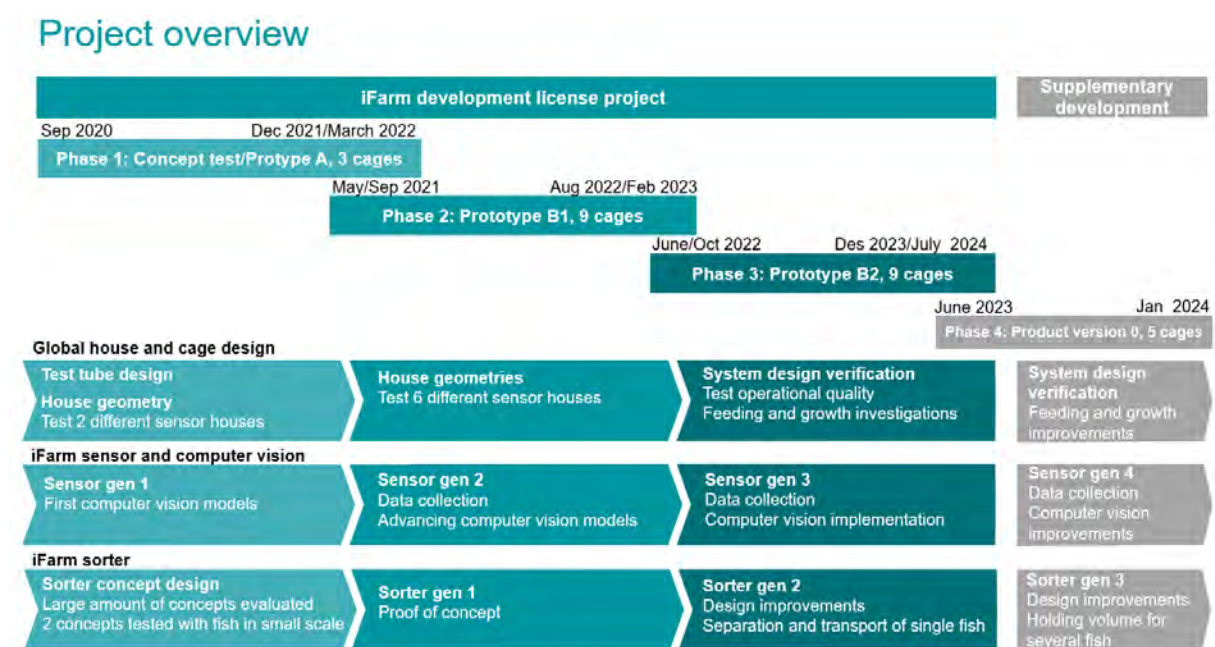 Project overview
iFarm development license project
Supplementary
development
Sep 2020
Dec 2021/March 2022
Phase 1: Concept test/Protype A, 3 cages
May/Sep 2021
Aug 2022/Feb 2023
Phase 2: Prototype B1, 9 cages
June/Oct 2022
Des 2023/July 2024
Phase 3: Prototype B2, 9 cages
June 2023
Jan 2024
Phase 4: Product version 0, 5 cages
Global house and cage design
Test tube design
House geometry
Test 2 different sensor houses
House geometries
Test 6 different sensor houses
System design verification
Test operational quality
Feeding and growth investigations
System design
verification
Feeding and growth
improvements
iFarm sensor and computer vision
Sensor gen 1
First computer vision models
Sensor gen 2
Data collection
Advancing computer vision models
Sensor gen 3
Data collection
Computer vision implementation
Sensor gen 4
Data collection
Computer vision
improvements
iFarm sorter
Sorter concept design
Large amount of concepts evaluated
2 concepts tested with fish in small scale
Sorter gen 1
Proof of concept
Sorter gen 2
Design improvements
Separation and transport of single fish
Sorter gen 3
Design improvements
Holding volume for
several fish